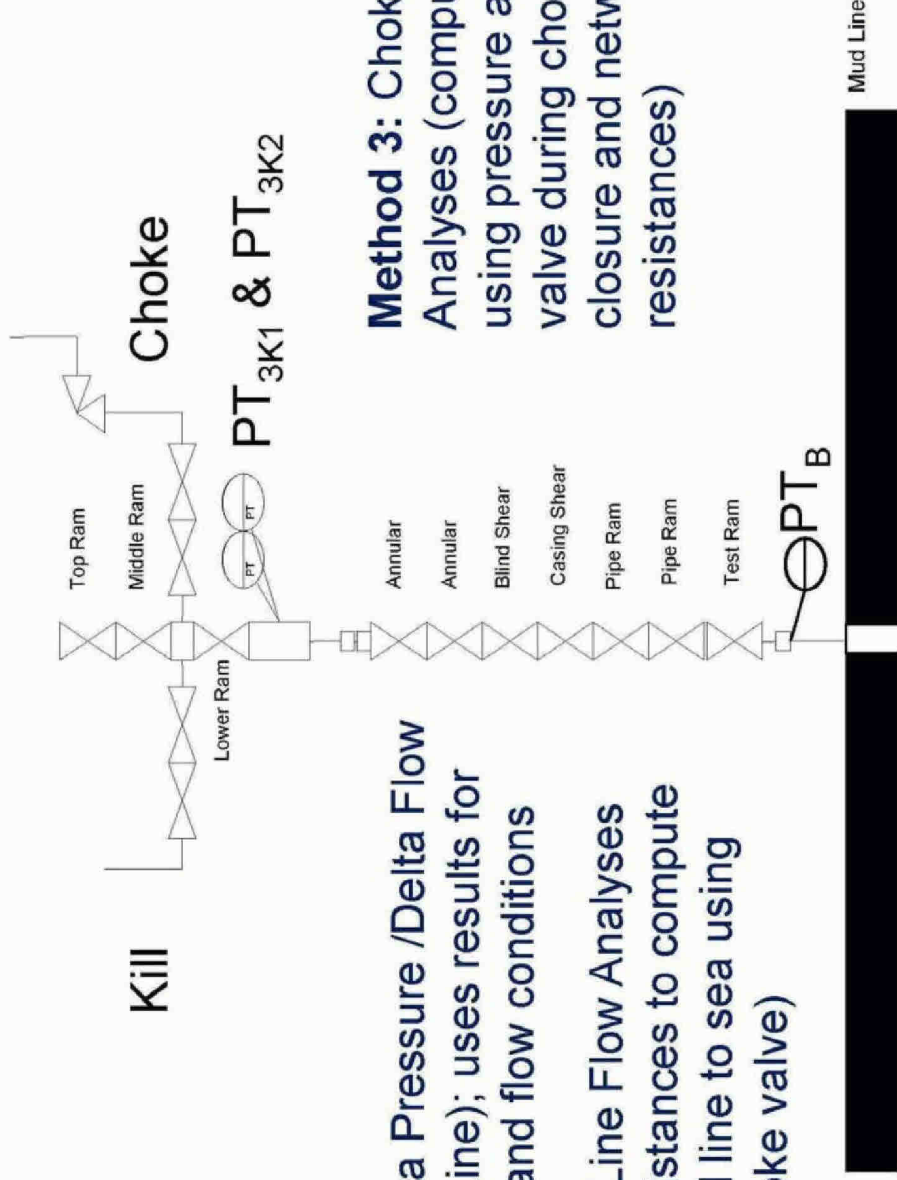 Top Ram
Middle Ram
Kill
Choke
Lower Ram
PT
PT
PT3K1 & PT3K2
a Pressure /Delta Flow
ine); uses results for
and flow conditions
Line Flow Analyses
stances to compute
l line to sea using
oke valve)
Annular
Annular
Blind Shear
Casing Shear
Pipe Ram
Pipe Ram
Test Ram
PTB
Method 3: Chok
Analyses (compu
using pressure a
valve during cho
closure and netw
resistances)
Mud Line